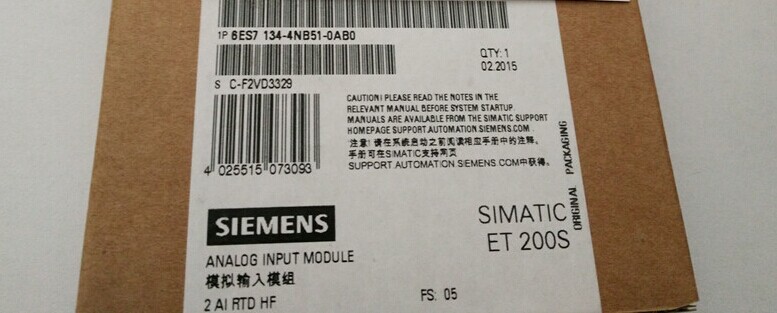 1P 6ES7 134-4NB51-0AB0
QTY: 1
02.2015
S C-F2VD3329
CAUTION! PLEASE READ THE NOTES IN THE
RELEVANT MANUAL BEFORE SYSTEM STARTUP.
MANUALS ARE AVAILABLE FROM THE SIMATIC SUPPORT
HOMEPAGE SUPPORT.AUTOMATION.SIEMENS.COM
注意! 请在系统启动之前阅读相应手册中的注释。
手册可在SIMATIC支持网页
SUPPORT.AUTOMATION.SIEMENS.COM中获得。
4 025515 073093
ORIGINAL PACKAGING
SIEMENS
SIMATIC
ET 200S
ANALOG INPUT MODULE
模拟输入模组
2 AI RTD HF
FS: 05